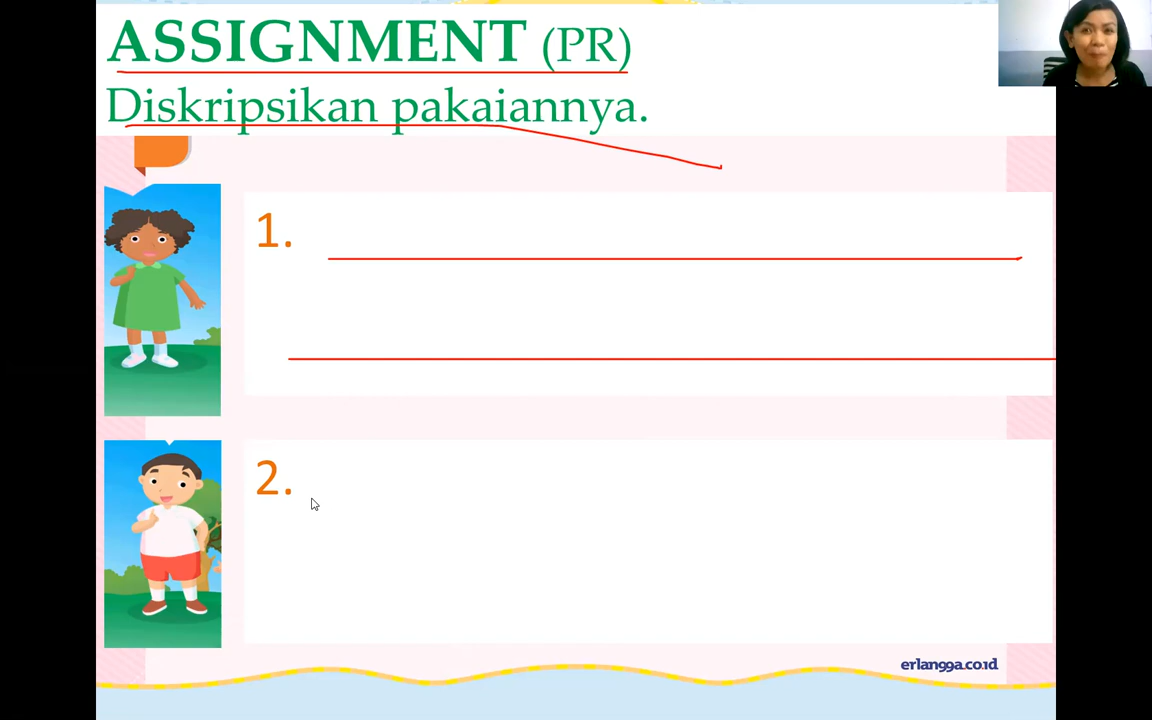 ASSIGNMENT (PR)
Diskripsikan pakaiannya.
1.
2.
erlangga.co.id